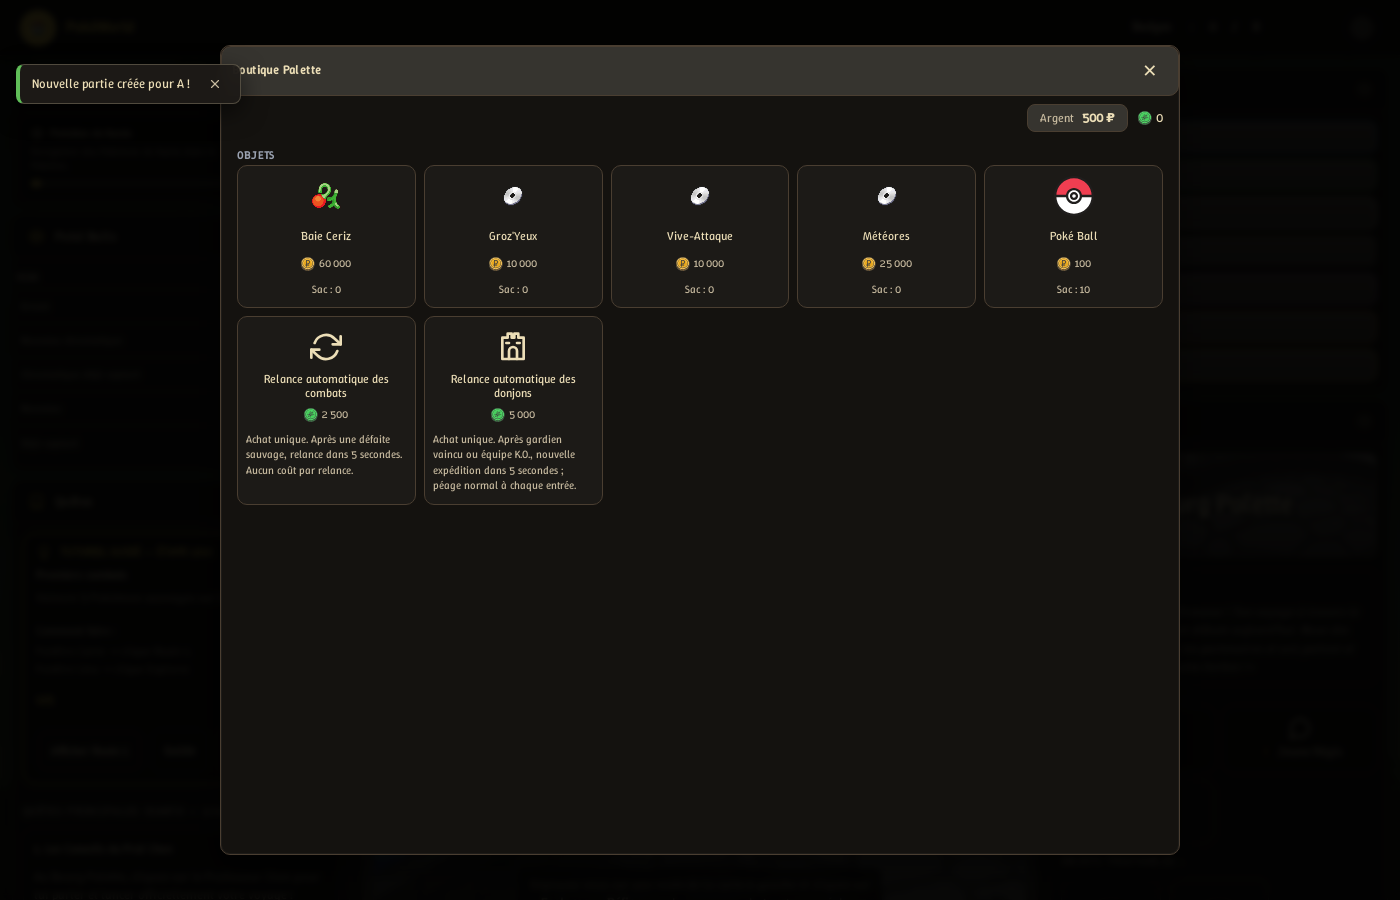 Nouvelle partie créée pour A !
outique Palette
Argent 500 ₽
0
OBJETS
Baie Ceriz
60 000
Sac : 0
Groz'Yeux
10 000
Sac : 0
Vive-Attaque
10 000
Sac : 0
Météores
25 000
Sac : 0
Poké Ball
100
Sac : 10
Relance automatique des
combats
2 500
Achat unique. Après une défaite
sauvage, relance dans 5 secondes.
Aucun coût par relance.
Relance automatique des
donjons
5 000
Achat unique. Après gardien
vaincu ou équipe K.O., nouvelle
expédition dans 5 secondes ;
péage normal à chaque entrée.